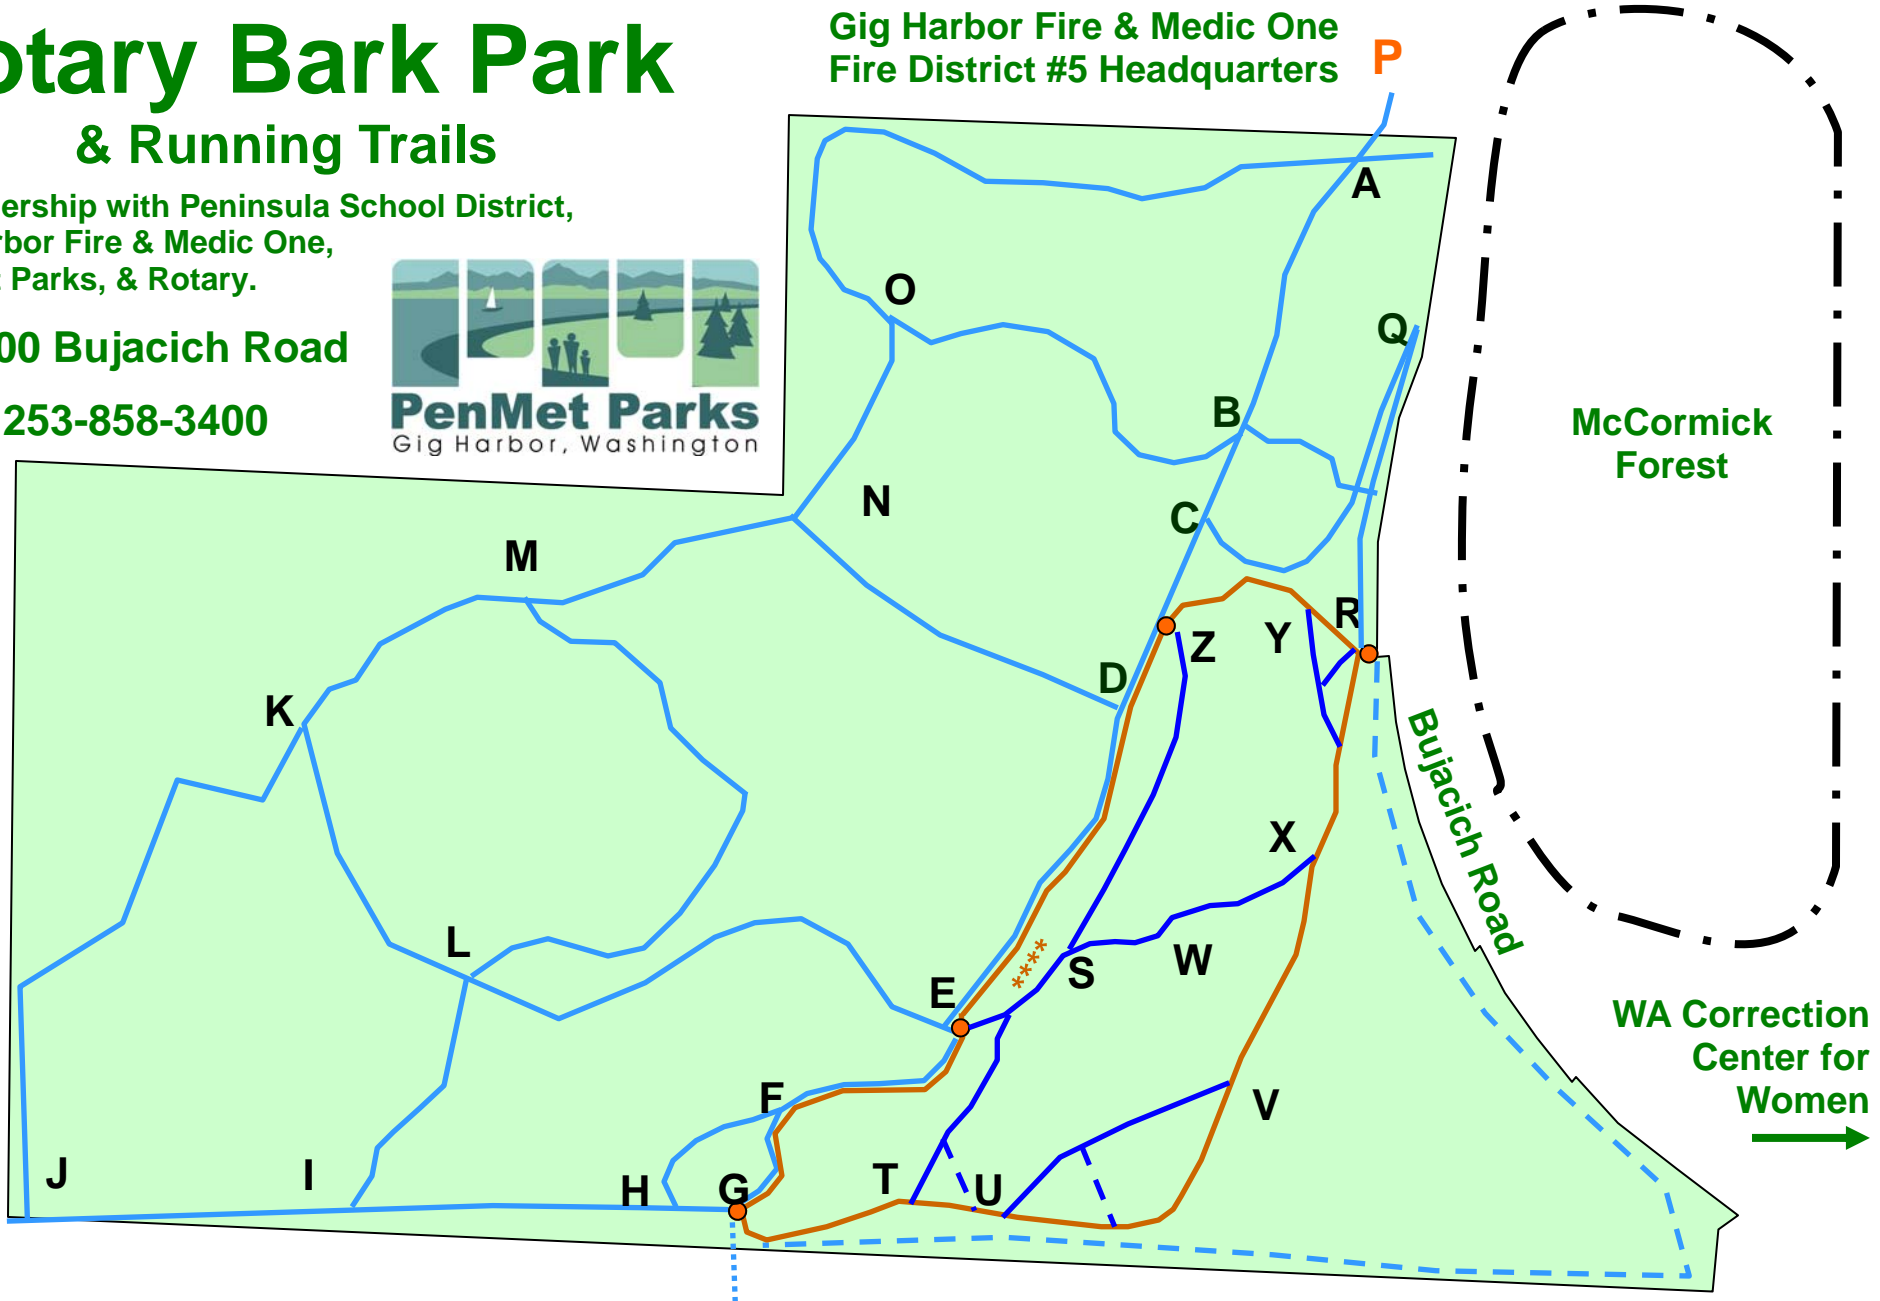 otary Bark Park
& Running Trails
ership with Peninsula School District,
rbor Fire & Medic One,
t Parks, & Rotary.
00 Bujacich Road
253-858-3400
PenMet Parks
Gig Harbor, Washington
Gig Harbor Fire & Medic One
Fire District #5 Headquarters
P
A
O
Q
B
McCormick
Forest
N
C
M
R
Y
Z
D
K
Bujacich Road
X
L
S
W
****
E
WA Correction
Center for
Women
F
V
J
I
H
G
T
U